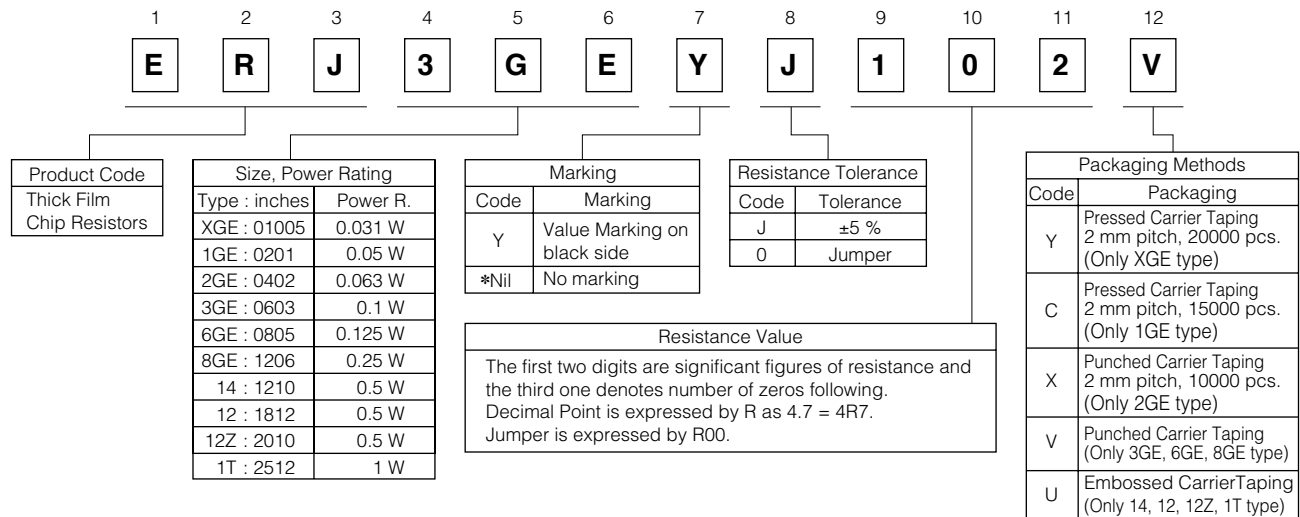 1 2 3 4 5 6 7 8 9 10 11 12
E R J 3 G E Y J 1 0 2 V
Product Code
Thick Film
Chip Resistors
Size, Power Rating
Type : inches Power R.
XGE : 01005 0.031 W
1GE : 0201 0.05 W
2GE : 0402 0.063 W
3GE : 0603 0.1 W
6GE : 0805 0.125 W
8GE : 1206 0.25 W
14 : 1210 0.5 W
12 : 1812 0.5 W
12Z : 2010 0.5 W
1T : 2512 1 W
Marking
Code Marking
Y Value Marking on
black side
*Nil No marking
Resistance Tolerance
Code Tolerance
J ±5 %
0 Jumper
Resistance Value
The first two digits are significant figures of resistance and
the third one denotes number of zeros following.
Decimal Point is expressed by R as 4.7 = 4R7.
Jumper is expressed by R00.
Packaging Methods
Code Packaging
Y Pressed Carrier Taping
2 mm pitch, 20000 pcs.
(Only XGE type)
C Pressed Carrier Taping
2 mm pitch, 15000 pcs.
(Only 1GE type)
X Punched Carrier Taping
2 mm pitch, 10000 pcs.
(Only 2GE type)
V Punched Carrier Taping
(Only 3GE, 6GE, 8GE type)
U Embossed CarrierTaping
(Only 14, 12, 12Z, 1T type)